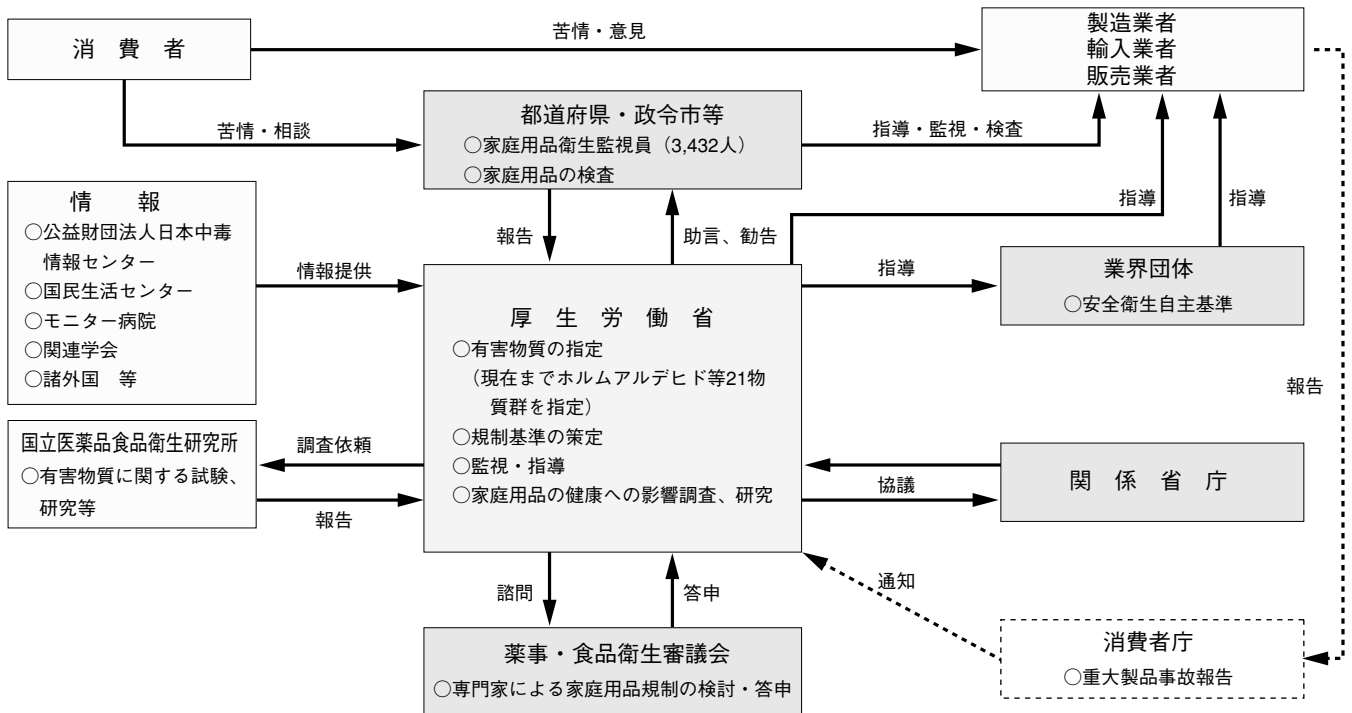 消　費　者
苦情・意見
製造業者
輸入業者
販売業者
苦情・相談
都道府県・政令市等
○家庭用品衛生監視員（3,432人）
○家庭用品の検査
指導・監視・検査
情　報
○公益財団法人日本中毒
情報センター
○国民生活センター
○モニター病院
○関連学会
○諸外国　等
情報提供
報告
助言、勧告
指導
指導
指導
業界団体
○安全衛生自主基準
厚　生　労　働　省
○有害物質の指定
（現在までホルムアルデヒド等21物
質群を指定）
○規制基準の策定
○監視・指導
○家庭用品の健康への影響調査、研究
報告
国立医薬品食品衛生研究所
○有害物質に関する試験、
研究等
調査依頼
報告
協議
関　係　省　庁
諮問
答申
通知
薬事・食品衛生審議会
○専門家による家庭用品規制の検討・答申
消費者庁
○重大製品事故報告